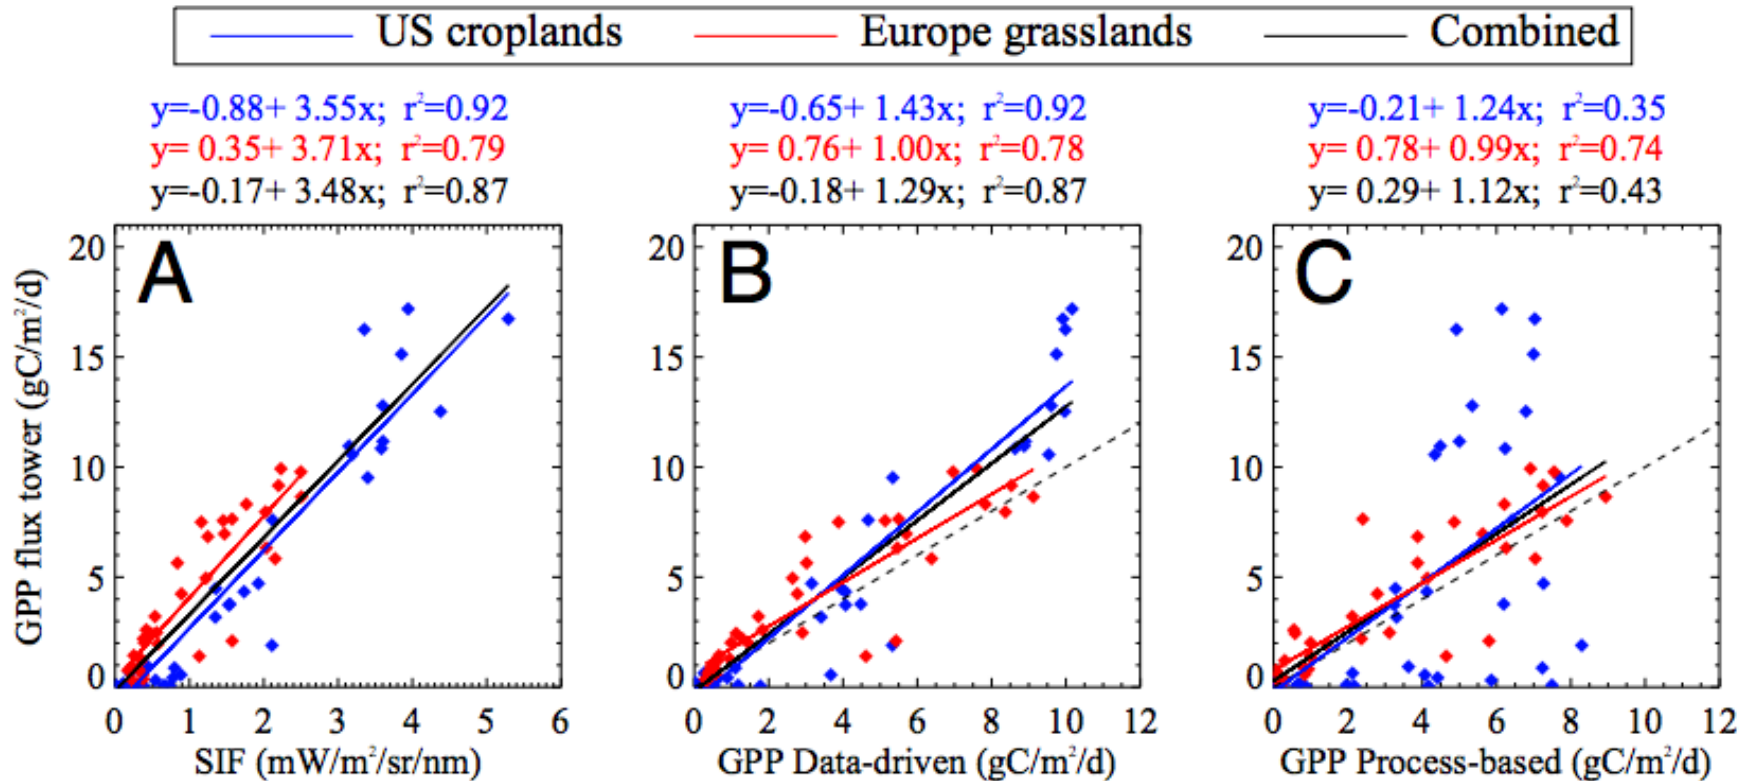 US croplands Europe grasslands Combined
y=-0.88+ 3.55x; r²=0.92
y= 0.35+ 3.71x; r²=0.79
y=-0.17+ 3.48x; r²=0.87
y=-0.65+ 1.43x; r²=0.92
y= 0.76+ 1.00x; r²=0.78
y=-0.18+ 1.29x; r²=0.87
y=-0.21+ 1.24x; r²=0.35
y= 0.78+ 0.99x; r²=0.74
y= 0.29+ 1.12x; r²=0.43
GPP flux tower (gC/m²/d)
A
20
15
10
5
0
0 1 2 3 4 5 6
SIF (mW/m²/sr/nm)
B
20
15
10
5
0
0 2 4 6 8 10 12
GPP Data-driven (gC/m²/d)
C
20
15
10
5
0
0 2 4 6 8 10 12
GPP Process-based (gC/m²/d)